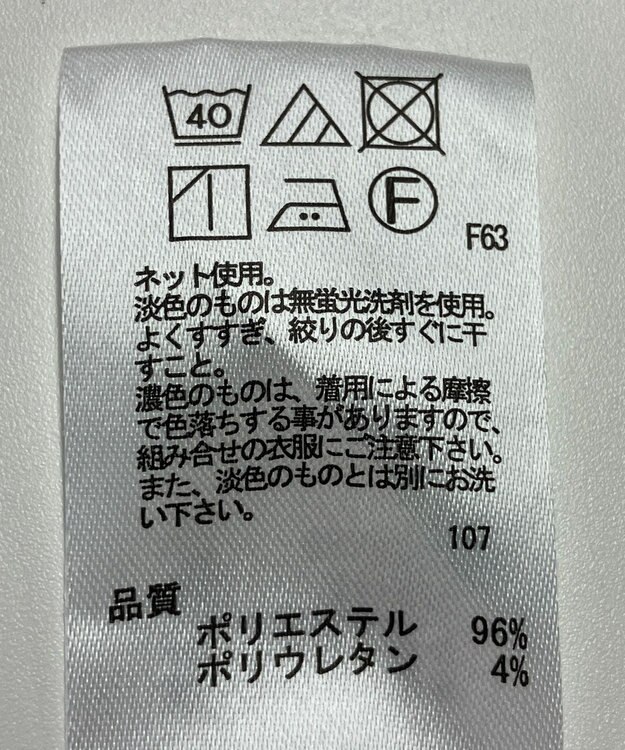 40
F
F63
ネット使用。
淡色のものは無蛍光洗剤を使用。
よくすすぎ、絞りの後すぐに干
すこと。
濃色のものは、着用による摩擦
で色落ちする事がありますので、
組み合せの衣服にご注意下さい。
また、淡色のものとは別にお洗
い下さい。
107
品質
ポリエステル 96%
ポリウレタン 4%